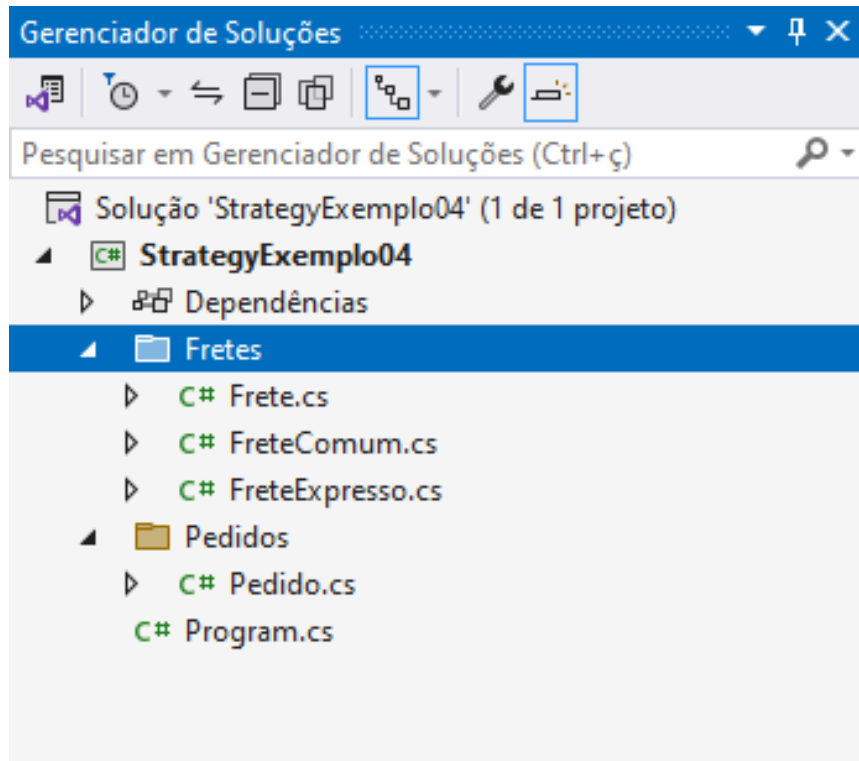 Gerenciador de Soluções
Pesquisar em Gerenciador de Soluções (Ctrl+ç)
Solução 'StrategyExemplo04' (1 de 1 projeto)
C# StrategyExemplo04
Dependências
Fretes
C# Frete.cs
C# FreteComum.cs
C# FreteExpresso.cs
Pedidos
C# Pedido.cs
C# Program.cs